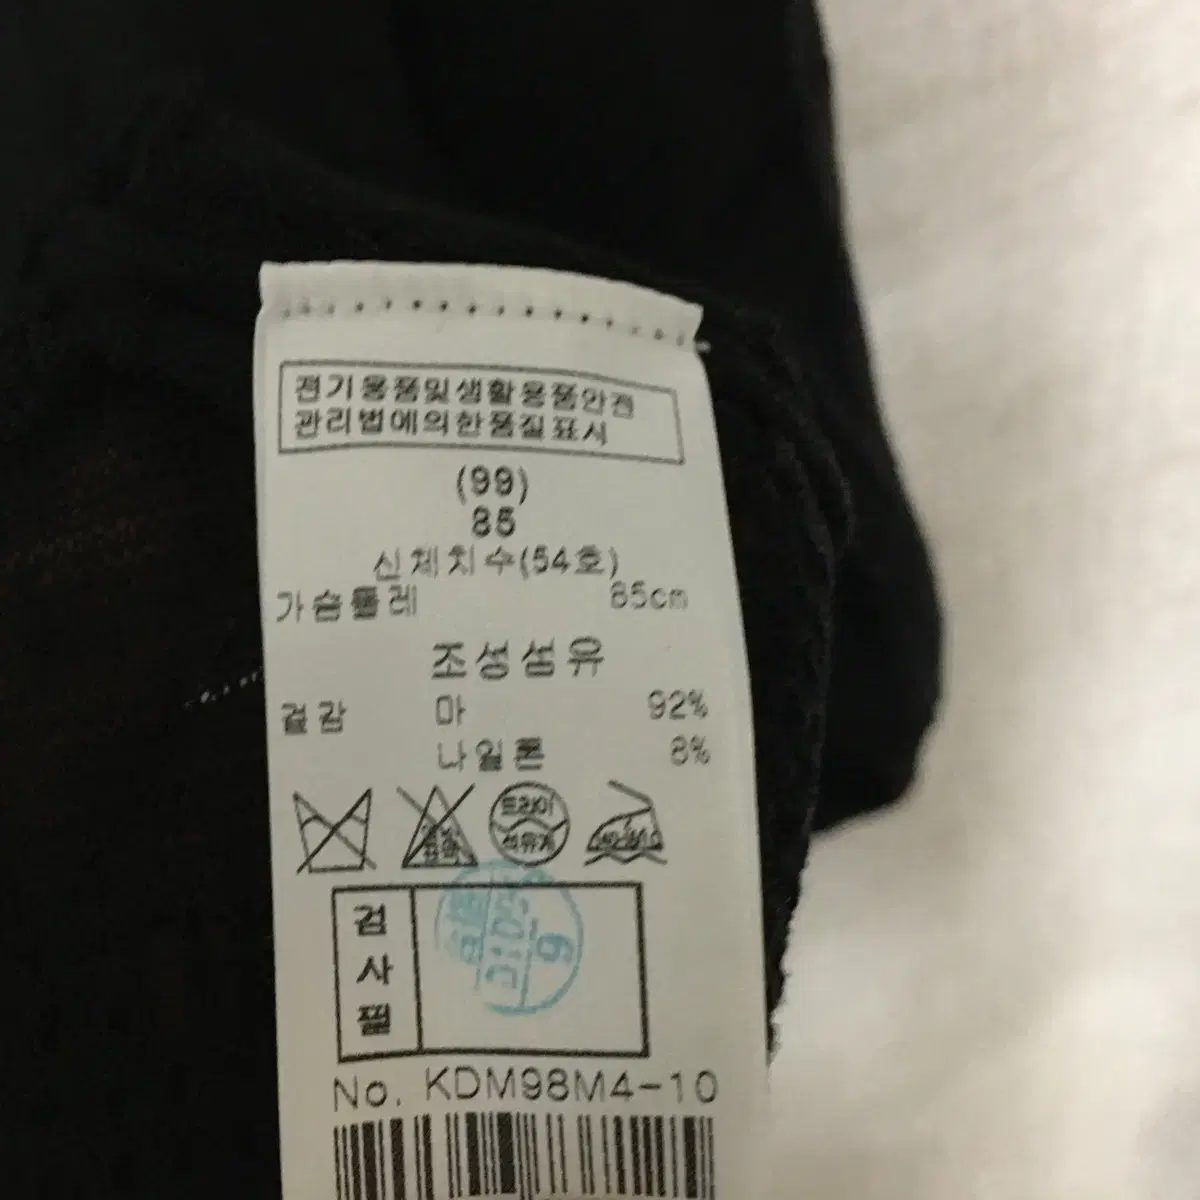 전기용품및생활용품안전
관리법에의한품질표시
(99)
85
신체치수(54호)
가슴둘레 85cm
조성섬유
겉감 마 92%
나일론 8%
드라이
석유계
검사필
No. KDM98M4-10